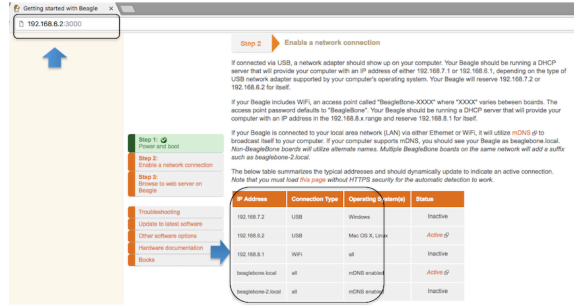 Getting started with Beagle
192.168.6.2:3000
Step 2
Enable a network connection
If connected via USB, a network adapter should show up on your computer. Your Beagle should be running a DHCP
server that will provide your computer with an IP address of either 192.168.7.1 or 192.168.6.1, depending on the type of
USB network adapter supported by your computer's operating system. Your Beagle will reserve 192.168.7.2 or
192.168.6.2 for itself.
If your Beagle includes WiFi, an access point called "BeagleBone-XXXX" where "XXXX" varies between boards. The
access point password defaults to "BeagleBone". Your Beagle should be running a DHCP server that will provide your
computer with an IP address in the 192.168.8.x range and reserve 192.168.8.1 for itself.
If your Beagle is connected to your local area network (LAN) via either Ethernet or WiFi, it will utilize mDNS to
broadcast itself to your computer. If your computer supports mDNS, you should see your Beagle as beaglebone.local.
Non-BeagleBone boards will utilize alternate names. Multiple BeagleBone boards on the same network will add a suffix
such as beaglebone-2.local.
The below table summarizes the typical addresses and should dynamically update to indicate an active connection.
Note that you must load this page without HTTPS security for the automatic detection to work.
Step 1:
Power and boot
Step 2:
Enable a network connection
Step 3:
Browse to web server on
Beagle
Troubleshooting
Update to latest software
Other software options
Hardware documentation
Books
IP Address Connection Type Operating System(s) Status
192.168.7.2 USB Windows Inactive
192.168.6.2 USB Mac OS X, Linux Active
192.168.8.1 WiFi all Inactive
beaglebone.local all mDNS enabled Active
beaglebone-2.local all mDNS enabled Inactive